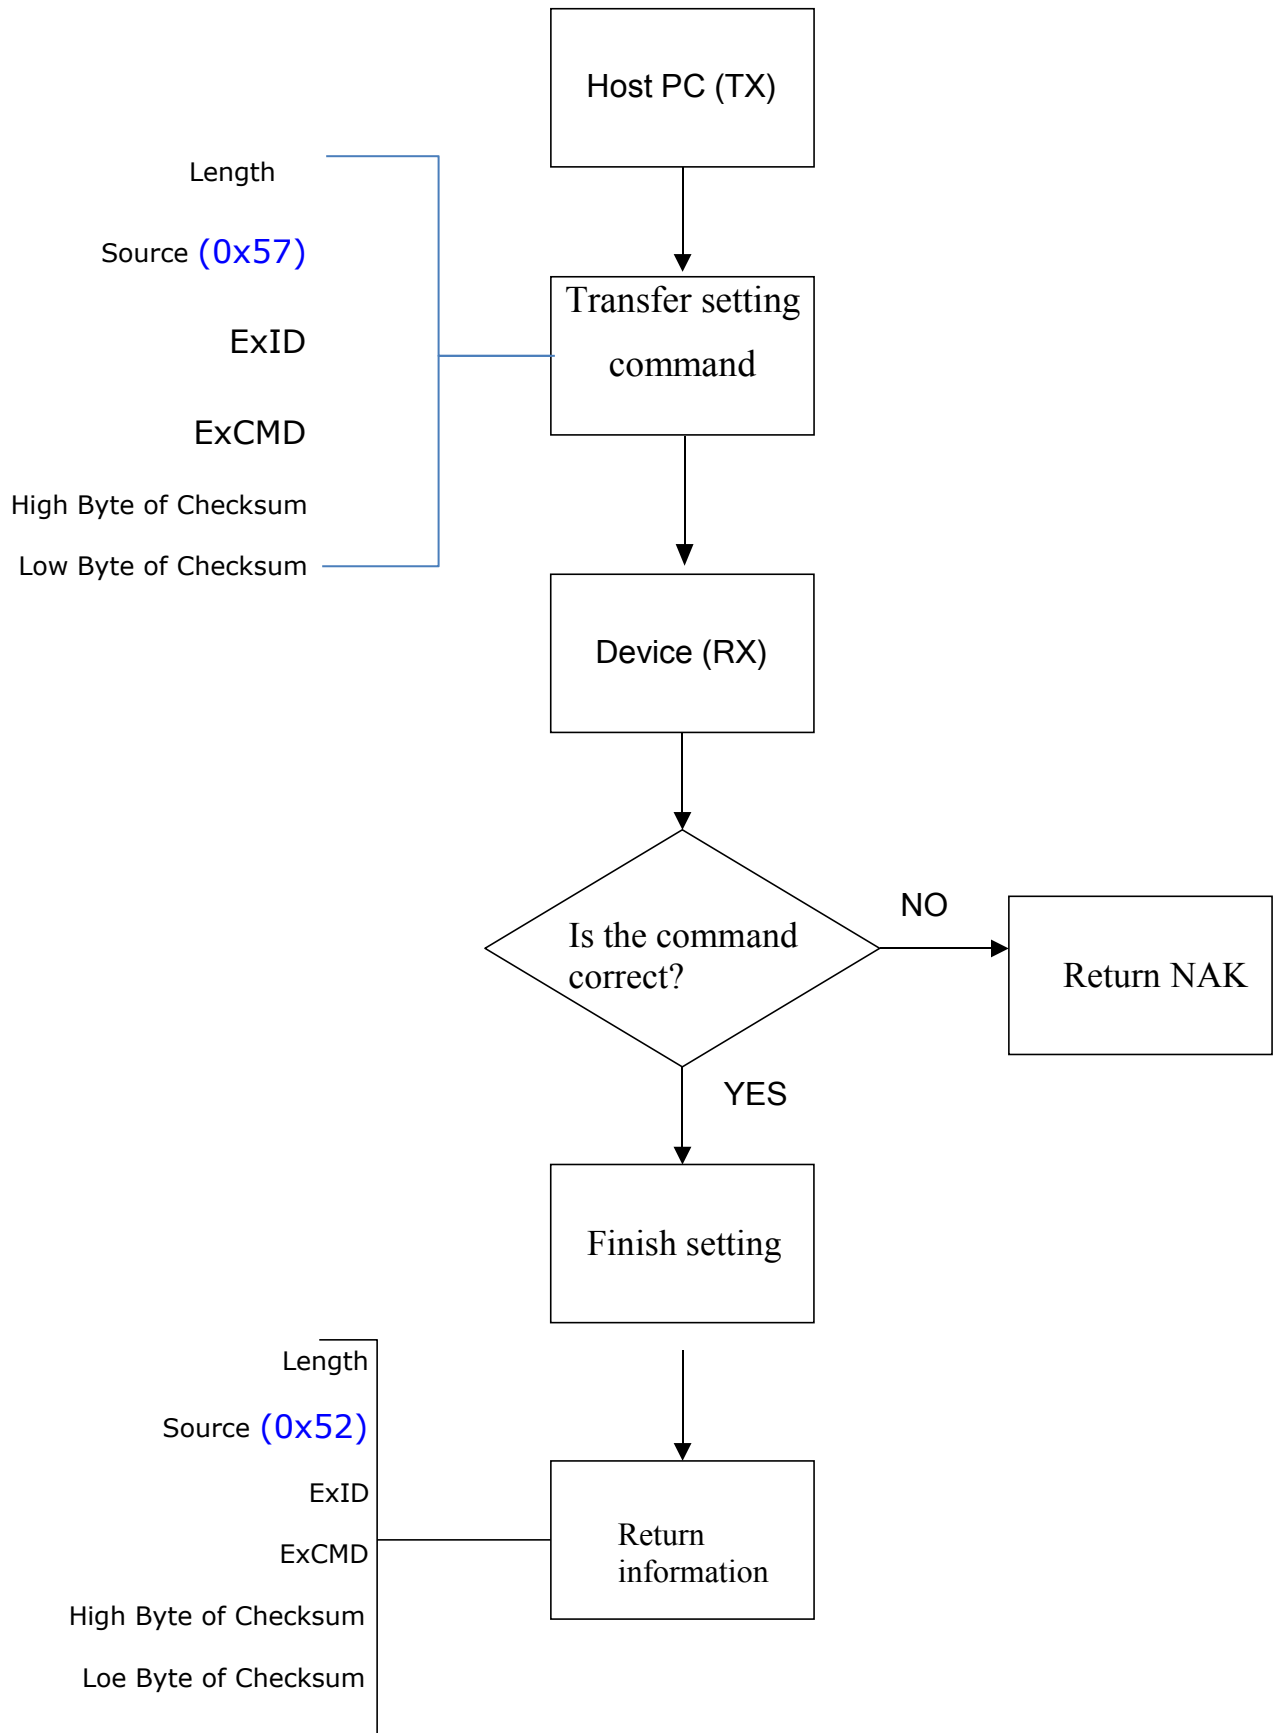 Host PC (TX)
Length
Source (0x57)
Transfer setting
command
ExID
ExCMD
High Byte of Checksum
Low Byte of Checksum
Device (RX)
NO
Is the command
correct?
Return NAK
YES
Finish setting
Length
Source (0x52)
ExID
ExCMD
Return
information
High Byte of Checksum
Loe Byte of Checksum